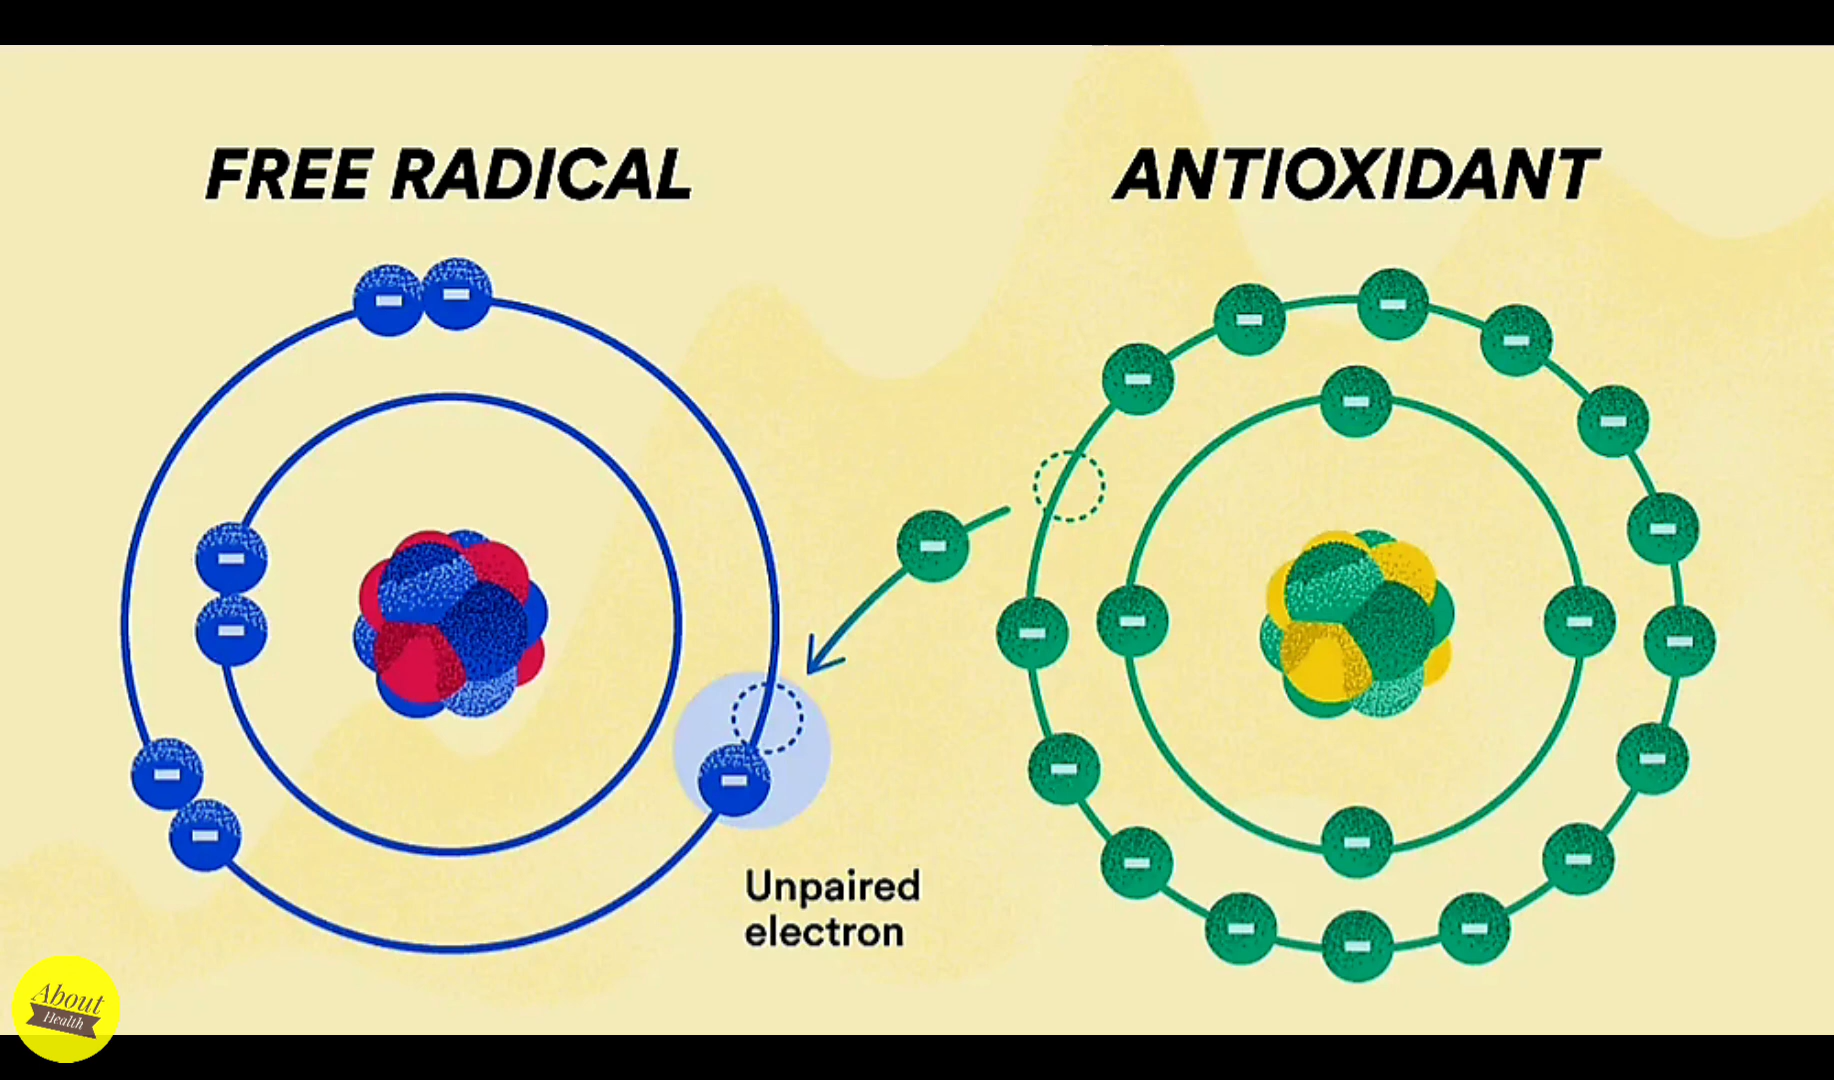 FREE RADICAL
ANTIOXIDANT
Unpaired
electron
About
Health